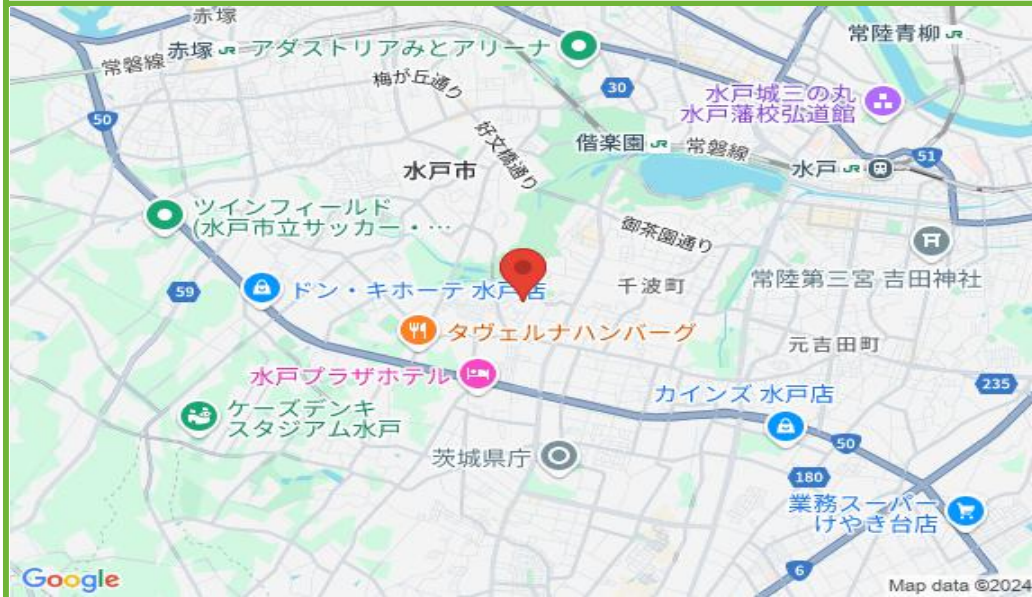 赤塚
赤塚 JR
アダストリアみとアリーナ
常磐線
梅が丘通り
常陸青柳 JR
30
水戸城三の丸
水戸藩校弘道館
50
好文橋通り
偕楽園 JR
常磐線
水戸市
水戸 JR
51
ツインフィールド
(水戸市立サッカー・…
御茶園通り
59
ドン・キホーテ 水戸店
千波町
常陸第三宮 吉田神社
タヴェルナハンバーグ
元吉田町
水戸プラザホテル
カインズ 水戸店
235
ケーズデンキ
スタジアム水戸
茨城県庁
50
180
業務スーパー
けやき台店
6
Google
Map data ©2024